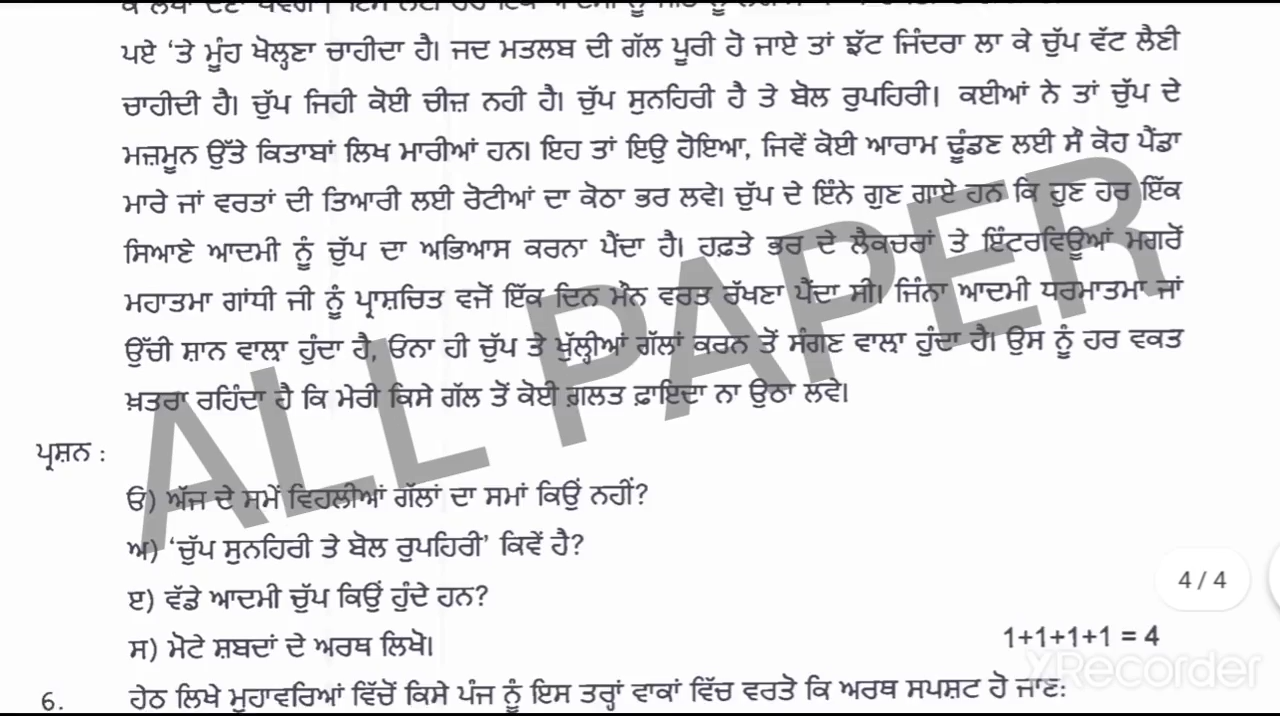 ਪਏ 'ਤੇ ਮੂੰਹ ਖੋਲ੍ਹਣਾ ਚਾਹੀਦਾ ਹੈ। ਜਦ ਮਤਲਬ ਦੀ ਗੱਲ ਪੂਰੀ ਹੋ ਜਾਏ ਤਾਂ ਝੱਟ ਜਿੰਦਰਾ ਲਾ ਕੇ ਚੁੱਪ ਵੱਟ ਲੈਣੀ
ਚਾਹੀਦੀ ਹੈ। ਚੁੱਪ ਜਿਹੀ ਕੋਈ ਚੀਜ਼ ਨਹੀ ਹੈ। ਚੁੱਪ ਸੁਨਹਿਰੀ ਹੈ ਤੇ ਬੋਲ ਰੁਪਹਿਰੀ। ਕਈਆਂ ਨੇ ਤਾਂ ਚੁੱਪ ਦੇ
ਮਜ਼ਮੂਨ ਉੱਤੇ ਕਿਤਾਬਾਂ ਲਿਖ ਮਾਰੀਆਂ ਹਨ। ਇਹ ਤਾਂ ਇਉ ਹੋਇਆ, ਜਿਵੇਂ ਕੋਈ ਆਰਾਮ ਢੂੰਡਣ ਲਈ ਸੌ ਕੋਹ ਪੈਂਡਾ
ਮਾਰੇ ਜਾਂ ਵਰਤਾਂ ਦੀ ਤਿਆਰੀ ਲਈ ਰੋਟੀਆਂ ਦਾ ਕੋਠਾ ਭਰ ਲਵੇ। ਚੁੱਪ ਦੇ ਇੰਨੇ ਗੁਣ ਗਾਏ ਹਨ ਕਿ ਹੁਣ ਹਰ ਇੱਕ
ਸਿਆਣੇ ਆਦਮੀ ਨੂੰ ਚੁੱਪ ਦਾ ਅਭਿਆਸ ਕਰਨਾ ਪੈਂਦਾ ਹੈ। ਹਫ਼ਤੇ ਭਰ ਦੇ ਲੈਕਚਰਾਂ ਤੇ ਇੰਟਰਵਿਊਆਂ ਮਗਰੋਂ
ਮਹਾਤਮਾ ਗਾਂਧੀ ਜੀ ਨੂੰ ਪ੍ਰਾਸ਼ਚਿਤ ਵਜੋਂ ਇੱਕ ਦਿਨ ਮੌਨ ਵਰਤ ਰੱਖਣਾ ਪੈਂਦਾ ਸੀ। ਜਿੰਨਾ ਆਦਮੀ ਧਰਮਾਤਮਾ ਜਾਂ
ਉੱਚੀ ਸ਼ਾਨ ਵਾਲ਼ਾ ਹੁੰਦਾ ਹੈ, ਓਨਾ ਹੀ ਚੁੱਪ ਤੇ ਖੁੱਲ੍ਹੀਆਂ ਗੱਲਾਂ ਕਰਨ ਤੋਂ ਸੰਗਣ ਵਾਲ਼ਾ ਹੁੰਦਾ ਹੈ। ਉਸ ਨੂੰ ਹਰ ਵਕਤ
ਖ਼ਤਰਾ ਰਹਿੰਦਾ ਹੈ ਕਿ ਮੇਰੀ ਕਿਸੇ ਗੱਲ ਤੋਂ ਕੋਈ ਗ਼ਲਤ ਫ਼ਾਇਦਾ ਨਾ ਉਠਾ ਲਵੇ।
ਪ੍ਰਸ਼ਨ :
ੳ) ਅੱਜ ਦੇ ਸਮੇਂ ਵਿਹਲੀਆਂ ਗੱਲਾਂ ਦਾ ਸਮਾਂ ਕਿਉਂ ਨਹੀਂ?
ਅ) 'ਚੁੱਪ ਸੁਨਹਿਰੀ ਤੇ ਬੋਲ ਰੁਪਹਿਰੀ' ਕਿਵੇਂ ਹੈ?
ੲ) ਵੱਡੇ ਆਦਮੀ ਚੁੱਪ ਕਿਉਂ ਹੁੰਦੇ ਹਨ?
4 / 4
ਸ) ਮੋਟੇ ਸ਼ਬਦਾਂ ਦੇ ਅਰਥ ਲਿਖੋ। 1+1+1+1 = 4
XRecorder
6. ਹੇਠ ਲਿਖੇ ਮੁਹਾਵਰਿਆਂ ਵਿੱਚੋਂ ਕਿਸੇ ਪੰਜ ਨੂੰ ਇਸ ਤਰ੍ਹਾਂ ਵਾਕਾਂ ਵਿੱਚ ਵਰਤੋ ਕਿ ਅਰਥ ਸਪਸ਼ਟ ਹੋ ਜਾਣ:
ALL PAPER